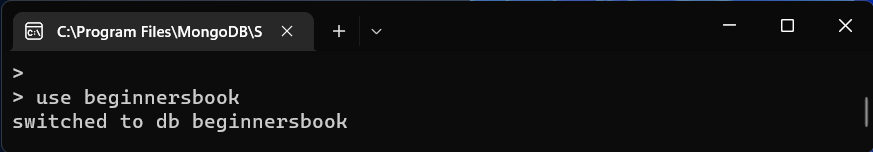 C:\Program Files\MongoDB\S
>
> use beginnersbook
switched to db beginnersbook